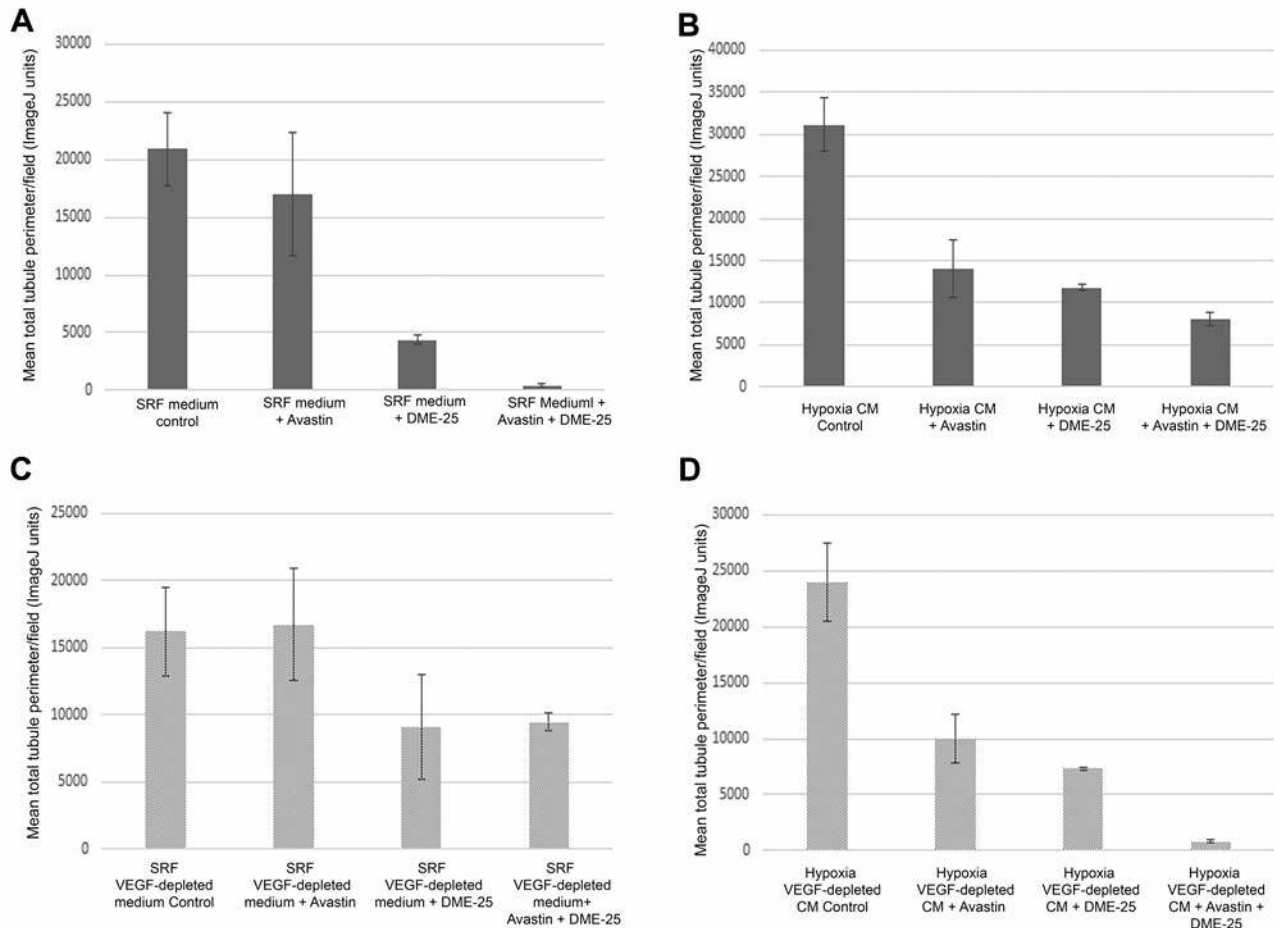 A
Mean total tubule perimeter/field (ImageJ units)
30000
25000
20000
15000
10000
5000
0
SRF medium
control
SRF medium
+ Avastin
SRF medium
+ DME-25
SRF Mediuml +
Avastin + DME-25
B
Mean total tubule perimeter/field (ImageJ units)
40000
35000
30000
25000
20000
15000
10000
5000
0
Hypoxia CM
Control
Hypoxia CM
+ Avastin
Hypoxia CM
+ DME-25
Hypoxia CM
+ Avastin + DME-25
C
Mean total tubule perimeter/field (ImageJ units)
25000
20000
15000
10000
5000
0
SRF
VEGF-depleted
medium Control
SRF
VEGF-depleted
medium + Avastin
SRF
VEGF-depleted
medium + DME-25
SRF
VEGF-depleted
medium+
Avastin + DME-25
D
Mean total tubule perimeter/field (ImageJ units)
30000
25000
20000
15000
10000
5000
0
Hypoxia
VEGF-depleted
CM Control
Hypoxia
VEGF-depleted
CM + Avastin
Hypoxia
VEGF-depleted
CM + DME-25
Hypoxia
VEGF-depleted
CM + Avastin +
DME-25